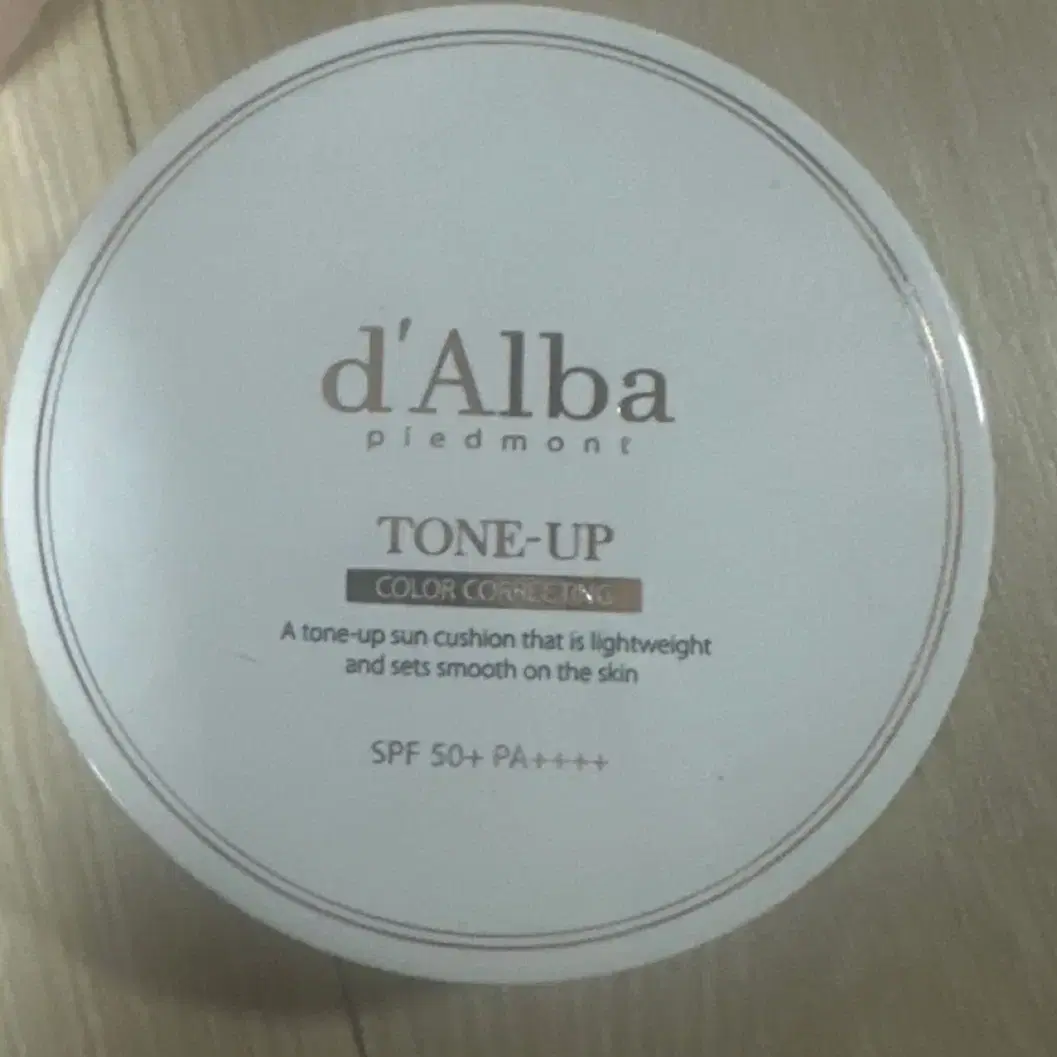 d'Alba
piedmont
TONE-UP
COLOR CORRECTING
A tone-up sun cushion that is lightweight
and sets smooth on the skin
SPF 50+ PA++++